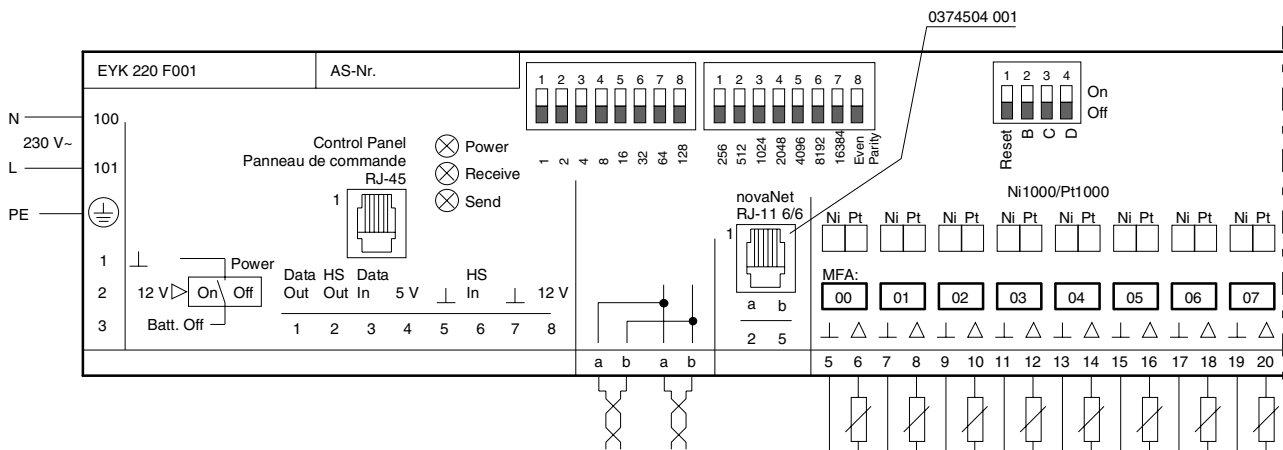 0374504 001
EYK 220 F001 AS-Nr.
1 2 3 4 5 6 7 8
1 2 3 4 5 6 7 8
1 2 3 4
On
Off
N 100
230 V~
L 101
PE
Control Panel
Panneau de commande
RJ-45
1
Power
Receive
Send
1 2 4 8 16 32 64 128
256 512 1024 2048 4096 8192 16384 Even Parity
Reset B C D
novaNet
RJ-11 6/6
1
a b
2 5
Ni1000/Pt1000
Ni Pt Ni Pt Ni Pt Ni Pt Ni Pt Ni Pt Ni Pt Ni Pt
MFA:
00 01 02 03 04 05 06 07
1
2
3
Power
12 V On Off
Batt. Off
Data Out HS Out Data In 5 V HS In 12 V
1 2 3 4 5 6 7 8
a b a b
5 6 7 8 9 10 11 12 13 14 15 16 17 18 19 20